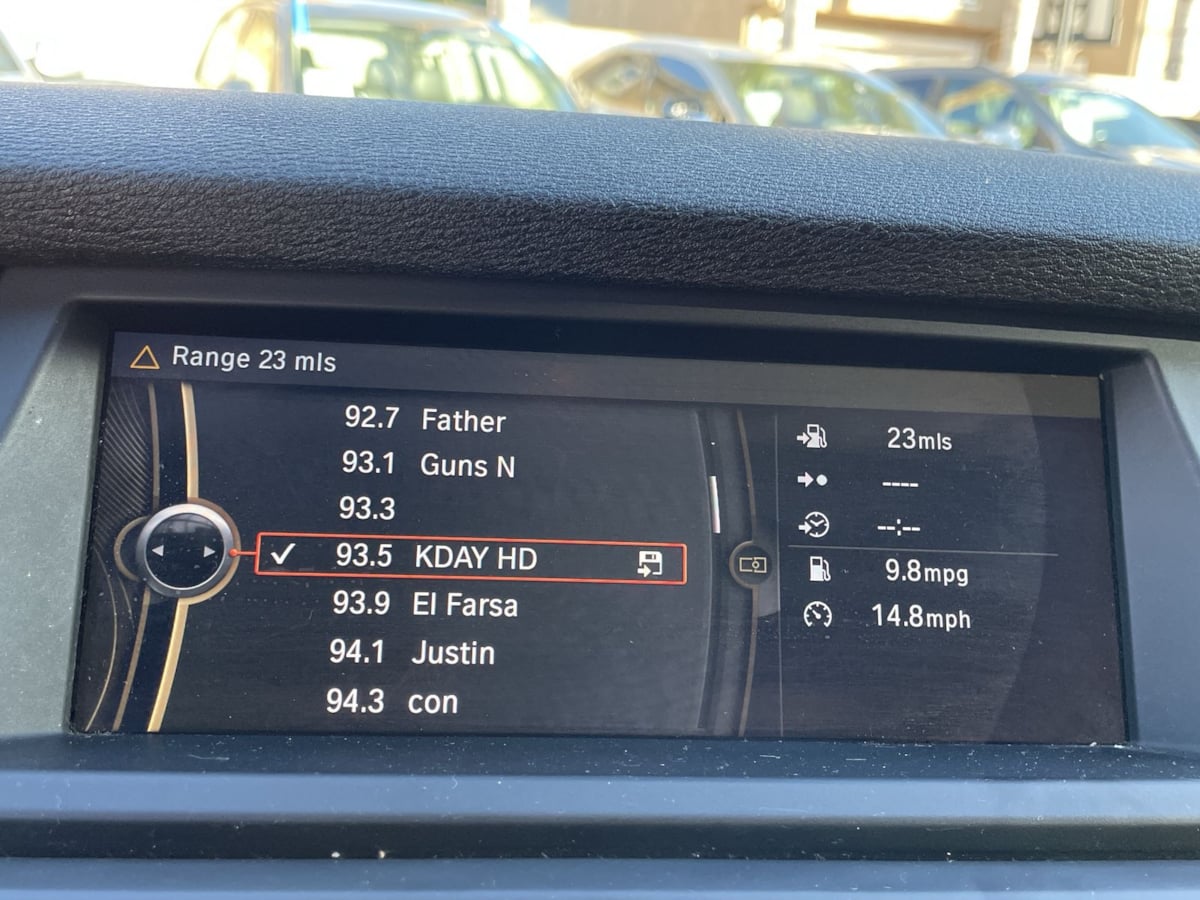 Range 23 mls
92.7 Father
93.1 Guns N
93.3
93.5 KDAY HD
93.9 El Farsa
94.1 Justin
94.3 con
23mls
----
--:--
9.8mpg
14.8mph